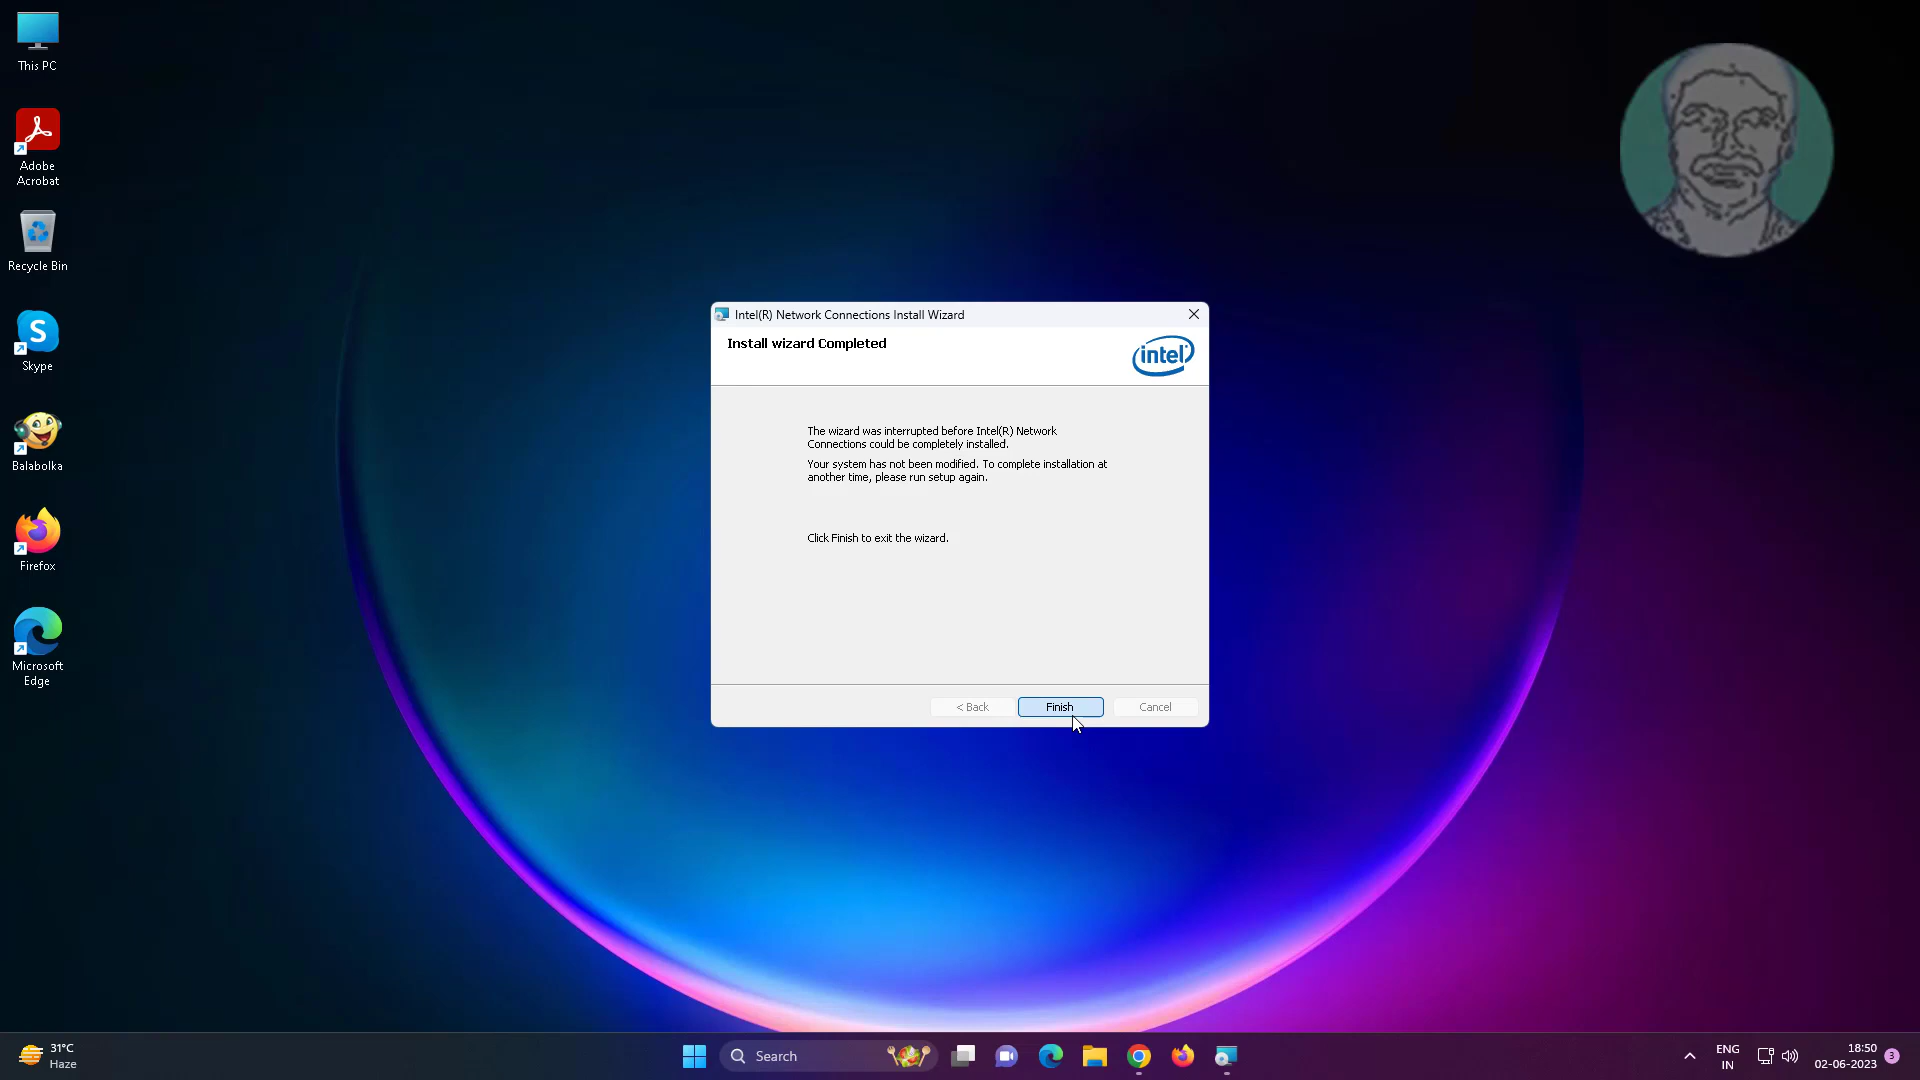 This PC
Adobe
Acrobat
Recycle Bin
S
Skype
Balabolka
Firefox
Microsoft
Edge
Intel(R) Network Connections Install Wizard
Install wizard Completed
intel
The wizard was interrupted before Intel(R) Network
Connections could be completely installed.
Your system has not been modified. To complete installation at
another time, please run setup again.
Click Finish to exit the wizard.
< Back
Finish
Cancel
31°C
Haze
Search
ENG
IN
18:50
02-06-2023
3